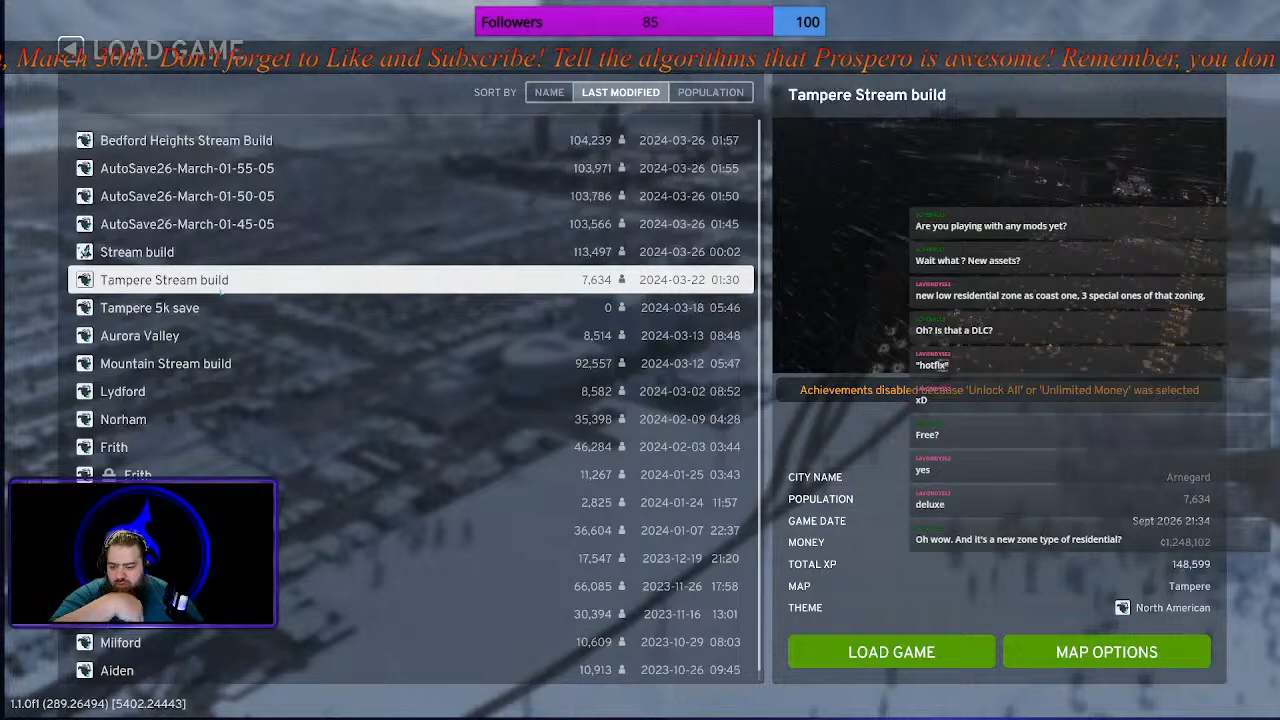 Followers 85 100
LOAD GAME
, March 30th. Don't forget to Like and Subscribe! Tell the algorithms that Prospero is awesome! Remember, you don
SORT BY NAME LAST MODIFIED POPULATION
Bedford Heights Stream Build 104,239 2024-03-26 01:57
AutoSave26-March-01-55-05 103,971 2024-03-26 01:55
AutoSave26-March-01-50-05 103,786 2024-03-26 01:50
AutoSave26-March-01-45-05 103,566 2024-03-26 01:45
Stream build 113,497 2024-03-26 00:02
Tampere Stream build 7,634 2024-03-22 01:30
Tampere 5k save 0 2024-03-18 05:46
Aurora Valley 8,514 2024-03-13 08:48
Mountain Stream build 92,557 2024-03-12 05:47
Lydford 8,582 2024-03-02 08:52
Norham 35,398 2024-02-09 04:28
Frith 46,284 2024-02-03 03:44
Frith 11,267 2024-01-25 03:43
2,825 2024-01-24 11:57
36,604 2024-01-07 22:37
17,547 2023-12-19 21:20
66,085 2023-11-26 17:58
30,394 2023-11-16 13:01
Milford 10,609 2023-10-29 08:03
Aiden 10,913 2023-10-26 09:45
1.1.0f1 (289.26494) [5402.24443]
Tampere Stream build
Are you playing with any mods yet?
Wait what ? New assets?
LAVONDYSS2
new low residential zone as coast one, 3 special ones of that zoning.
Oh? Is that a DLC?
LAVONDYSS2
"hotfix"
Achievements disabled because 'Unlock All' or 'Unlimited Money' was selected
LAVONDYSS2
xD
Free?
LAVONDYSS2
yes
LAVONDYSS2
deluxe
Oh wow. And it's a new zone type of residential?
CITY NAME Arnegard
POPULATION 7,634
GAME DATE Sept 2026 21:34
MONEY ¢1,248,102
TOTAL XP 148,599
MAP Tampere
THEME North American
LOAD GAME MAP OPTIONS